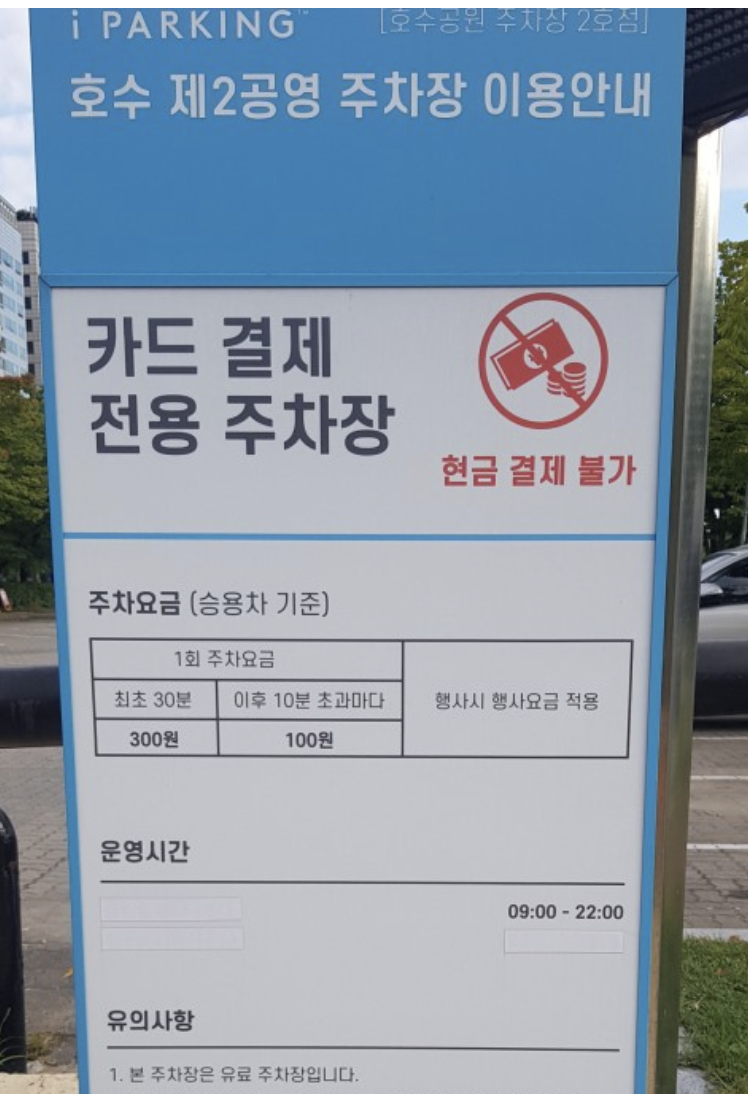 i PARKING™ [호수공원 주차장 2호점]
호수 제2공영 주차장 이용안내
카드 결제
전용 주차장
현금 결제 불가
주차요금 (승용차 기준)
1회 주차요금
행사시 행사요금 적용
최초 30분 이후 10분 초과마다
300원 100원
운영시간
09:00 - 22:00
유의사항
1. 본 주차장은 유료 주차장입니다.